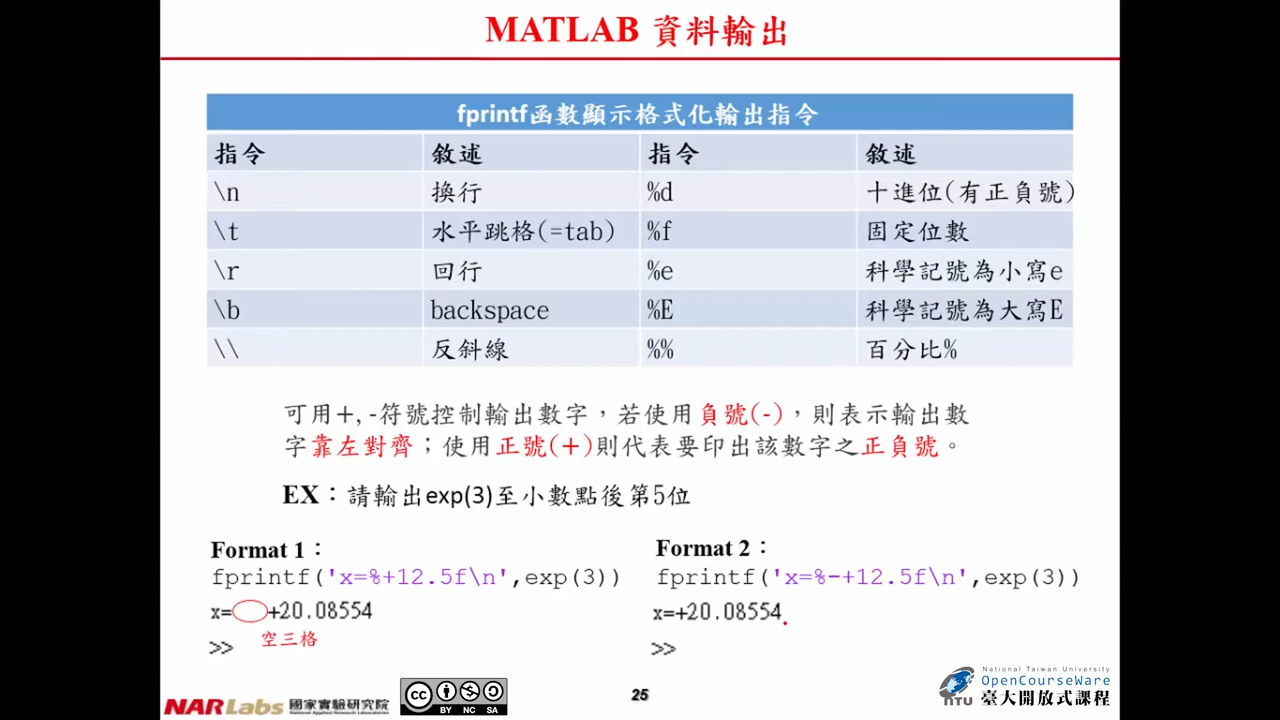 MATLAB 資料輸出
fprintf函數顯示格式化輸出指令
指令 敘述 指令 敘述
\n 換行 %d 十進位(有正負號)
\t 水平跳格(=tab) %f 固定位數
\r 回行 %e 科學記號為小寫e
\b backspace %E 科學記號為大寫E
\\ 反斜線 %% 百分比%
可用+, -符號控制輸出數字，若使用負號(-)，則表示輸出數
字靠左對齊；使用正號(+)則代表要印出該數字之正負號。
EX：請輸出exp(3)至小數點後第5位
Format 1：
fprintf('x=%+12.5f\n',exp(3))
x= +20.08554
空三格
>>
Format 2：
fprintf('x=%-+12.5f\n',exp(3))
x=+20.08554
>>
NARLabs 國家實驗研究院
National Applied Research Laboratories
cc BY NC SA
25
National Taiwan University
OpenCourseWare
NTU 臺大開放式課程